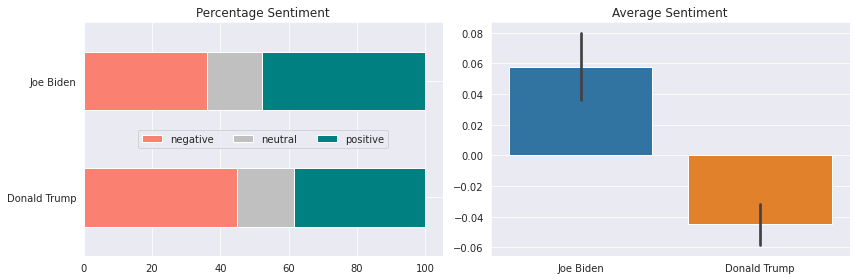 Percentage Sentiment
Joe Biden
negative neutral positive
Donald Trump
0 20 40 60 80 100
Average Sentiment
0.08
0.06
0.04
0.02
0.00
−0.02
−0.04
−0.06
Joe Biden Donald Trump